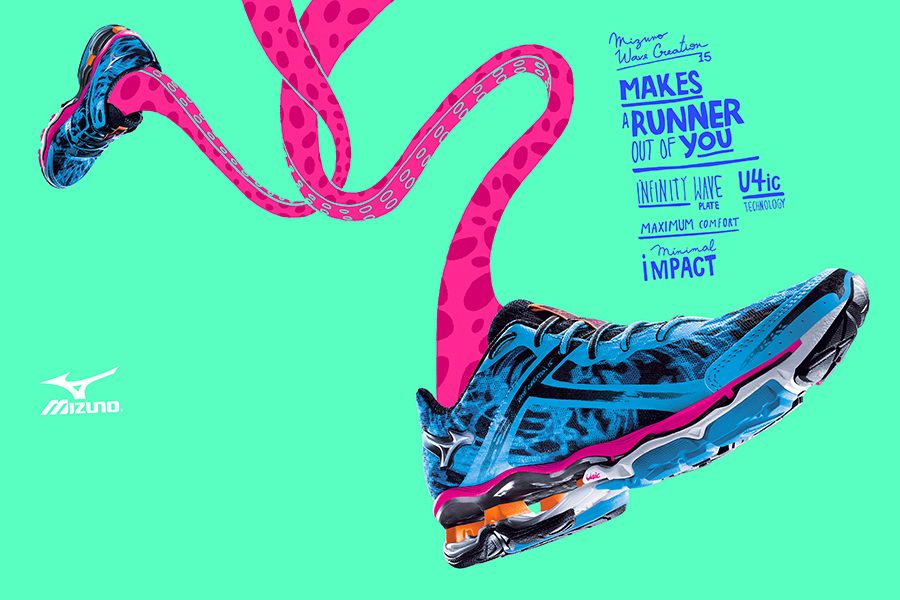 Mizuno
Wave Creation
15
MAKES
A RUNNER
OUT OF YOU
INFINITY WAVE
PLATE
U4ic
TECHNOLOGY
MAXIMUM COMFORT
Minimal
iMPACT
MIZUNO
U4ic